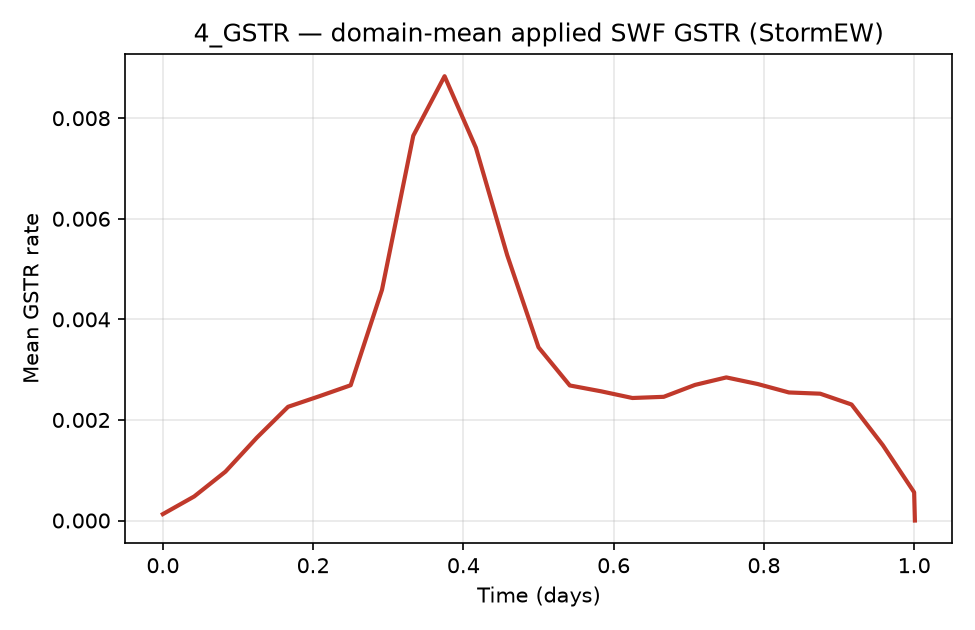 4_GSTR — domain-mean applied SWF GSTR (StormEW)
Mean GSTR rate
0.008
0.006
0.004
0.002
0.000
0.0 0.2 0.4 0.6 0.8 1.0
Time (days)